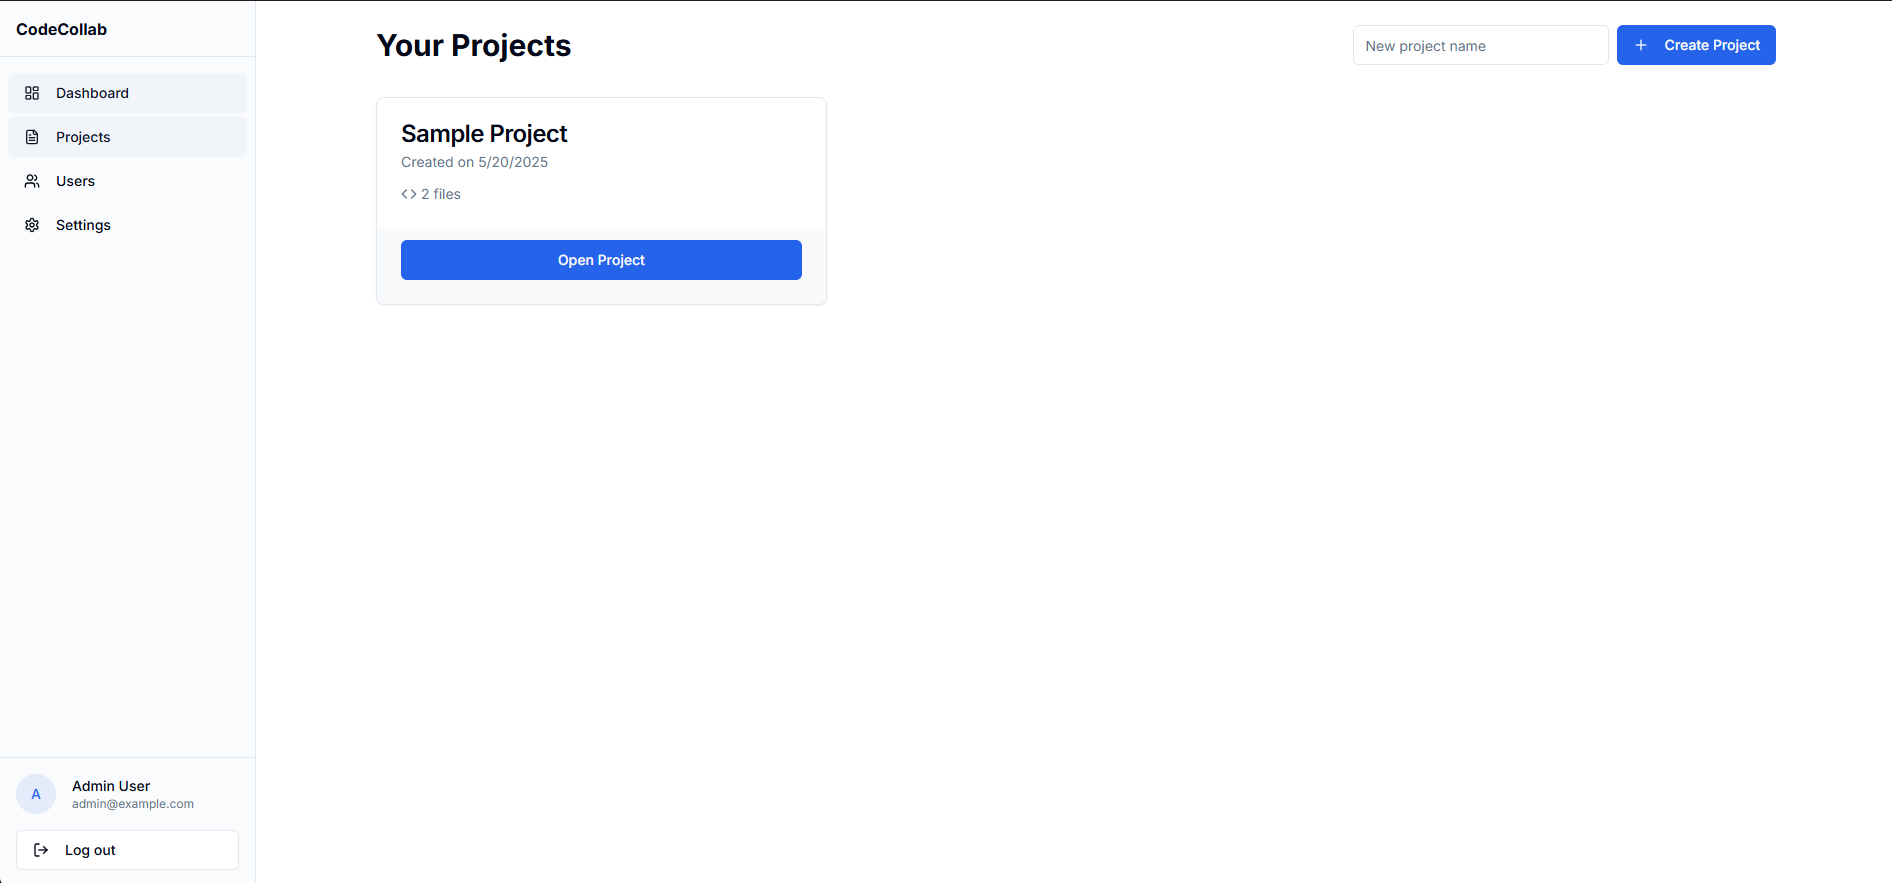 CodeCollab
Dashboard
Projects
Users
Settings
Admin User
admin@example.com
Log out
Your Projects
New project name
Create Project
Sample Project
Created on 5/20/2025
2 files
Open Project
A